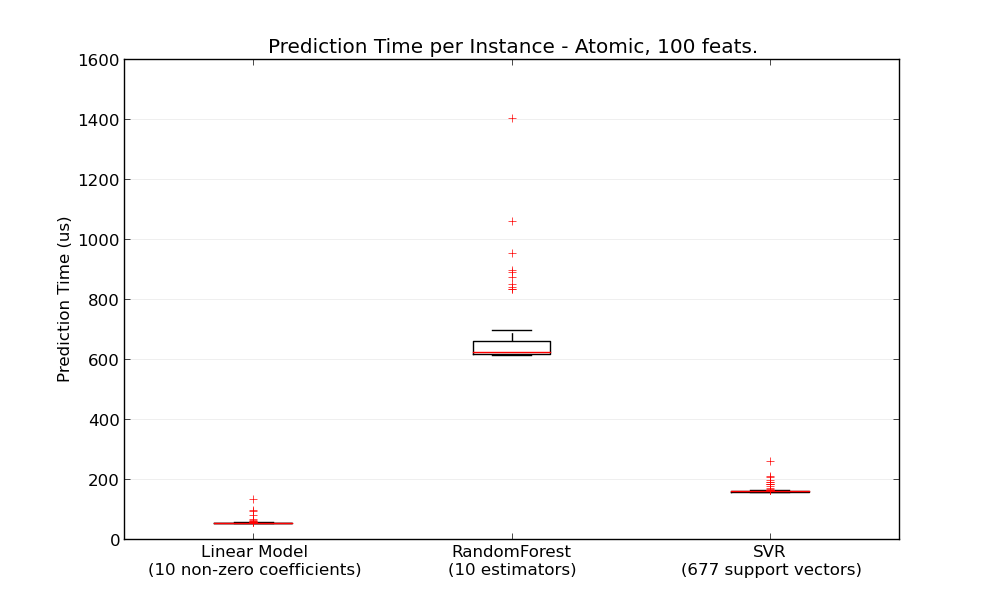 Prediction Time per Instance - Atomic, 100 feats.
1600
1400
1200
1000
800
600
400
200
0
Prediction Time (us)
Linear Model
(10 non-zero coefficients)
RandomForest
(10 estimators)
SVR
(677 support vectors)